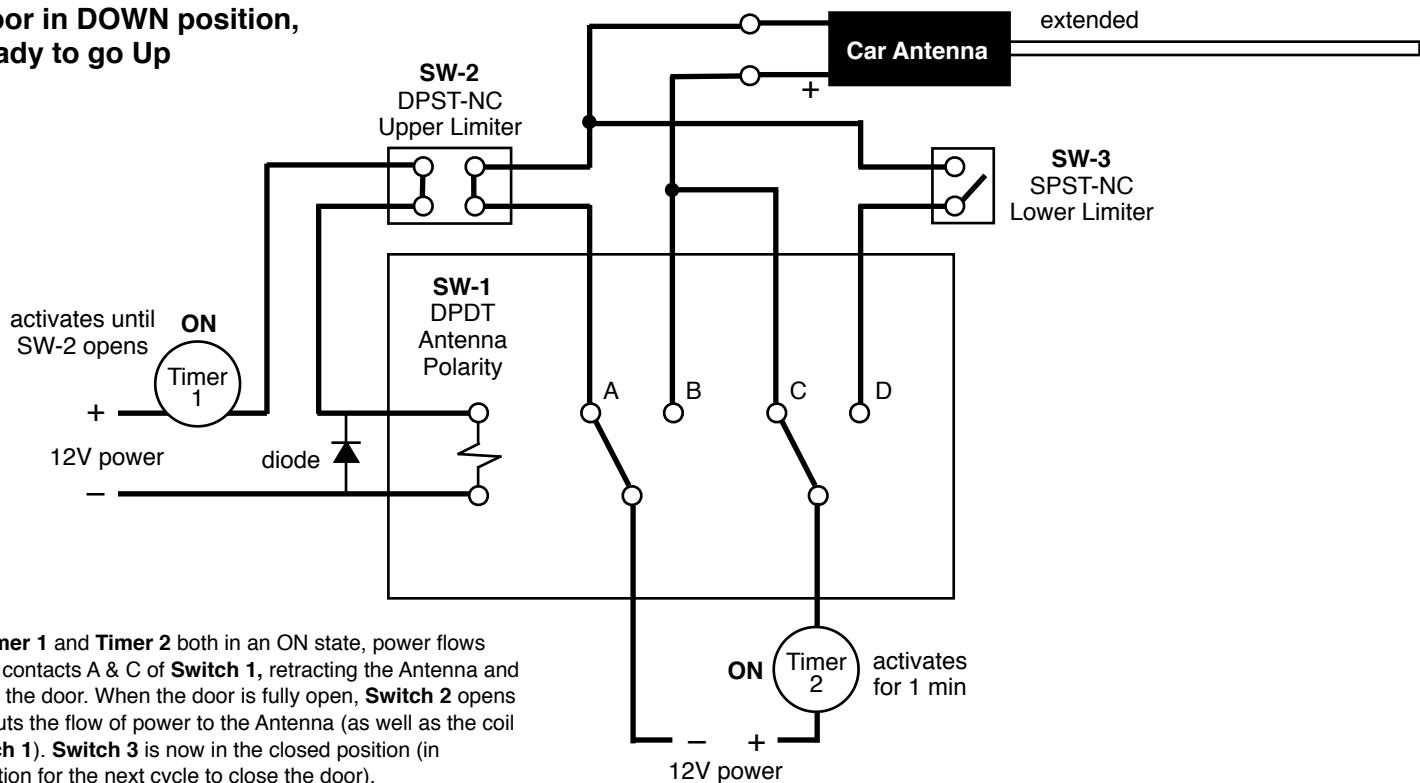 oor in DOWN position,
ady to go Up
extended
Car Antenna
+
SW-2
DPST-NC
Upper Limiter
SW-3
SPST-NC
Lower Limiter
SW-1
DPDT
Antenna
Polarity
activates until
SW-2 opens
ON
Timer
1
+
12V power
–
diode
A
B
C
D
mer 1 and Timer 2 both in an ON state, power flows
contacts A & C of Switch 1, retracting the Antenna and
the door. When the door is fully open, Switch 2 opens
uts the flow of power to the Antenna (as well as the coil
ch 1). Switch 3 is now in the closed position (in
tion for the next cycle to close the door).
ON
Timer
2
activates
for 1 min
– +
12V power